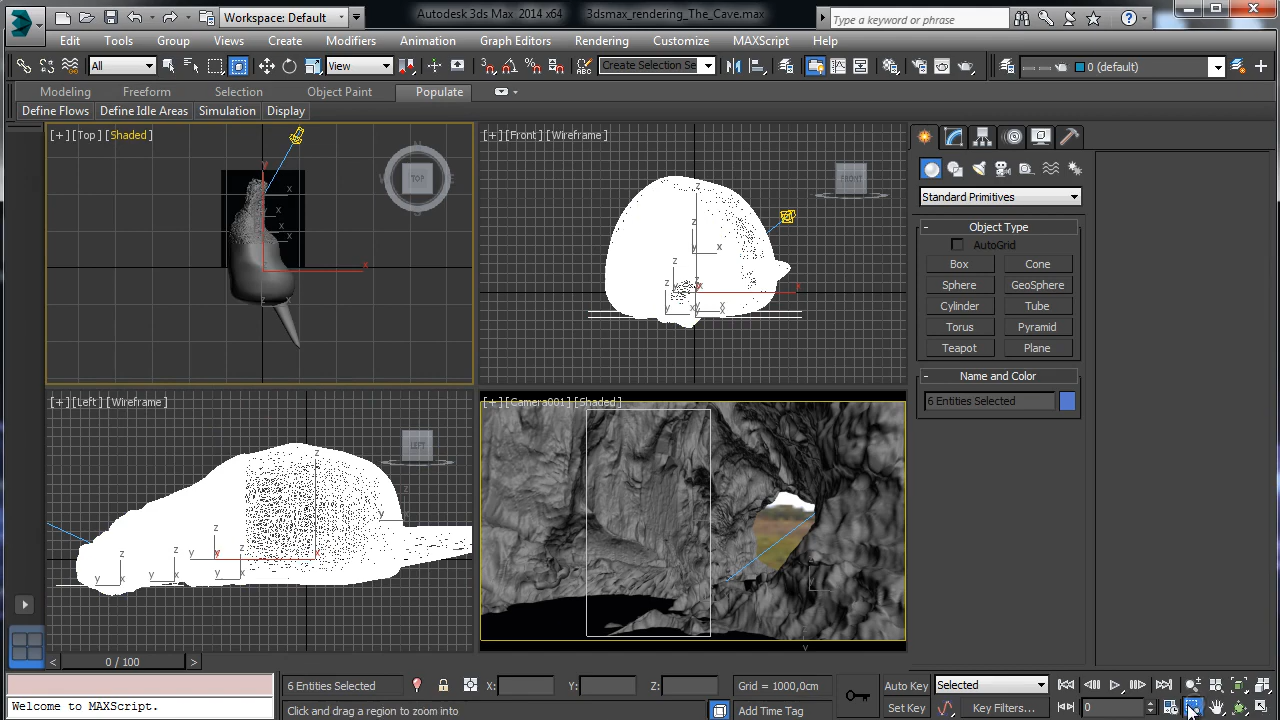 Workspace: Default
Autodesk 3ds Max 2014 x64
3dsmax_rendering_The_Cave.max
Type a keyword or phrase
Edit Tools Group Views Create Modifiers Animation Graph Editors Rendering Customize MAXScript Help
All
View
Create Selection Se
0 (default)
Modeling Freeform Selection Object Paint Populate
Define Flows Define Idle Areas Simulation Display
[+][Top][Shaded]
TOP
[+][Front][Wireframe]
FRONT
[+][Left][Wireframe]
LEFT
[+][Camera001][Shaded]
Standard Primitives
- Object Type
AutoGrid
Box Cone
Sphere GeoSphere
Cylinder Tube
Torus Pyramid
Teapot Plane
- Name and Color
6 Entities Selected
< 0 / 100 >
6 Entities Selected X: Y: Z: Grid = 1000,0cm Auto Key Selected
Welcome to MAXScript. Click and drag a region to zoom into Add Time Tag Set Key Key Filters... 0